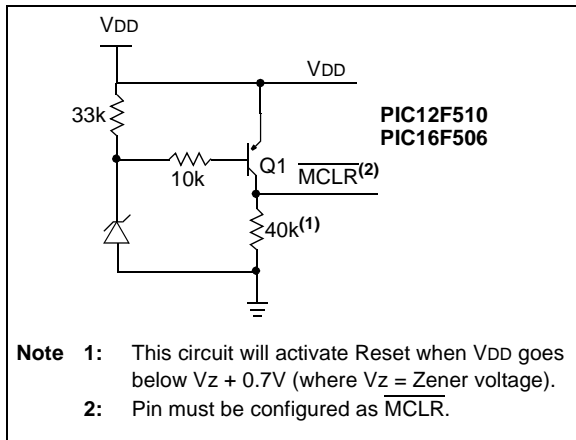 VDD
VDD
33k
PIC12F510
PIC16F506
Q1
MCLR(2)
10k
40k(1)
Note 1: This circuit will activate Reset when VDD goes
below Vz + 0.7V (where Vz = Zener voltage).
2: Pin must be configured as MCLR.